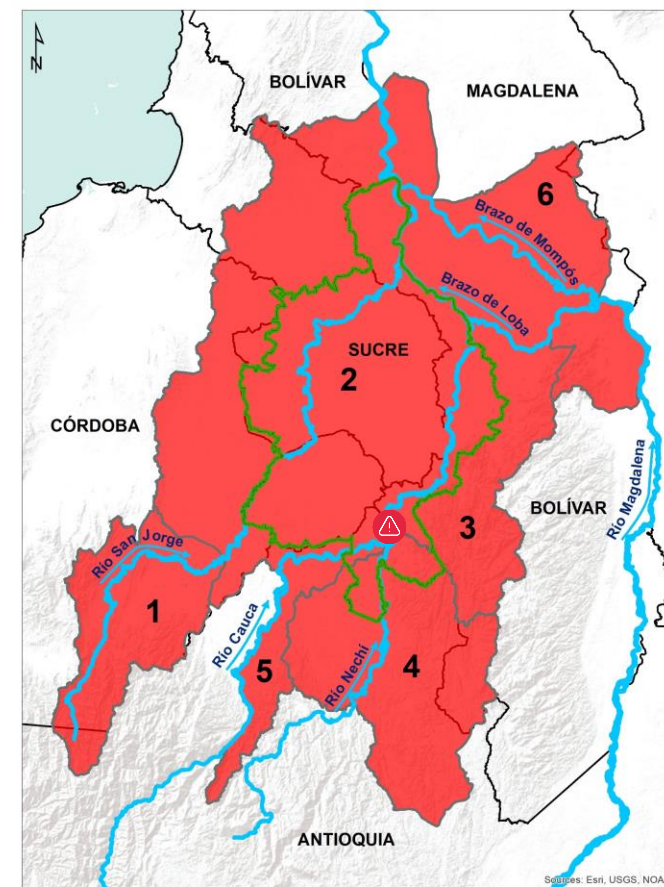 N
BOLÍVAR
MAGDALENA
6
Brazo de Mompós
Brazo de Loba
SUCRE
2
CÓRDOBA
BOLÍVAR
Río Magdalena
3
Río San Jorge
1
Río Cauca
5
Río Nechí
4
ANTIOQUIA
Sources: Esri, USGS, NOA